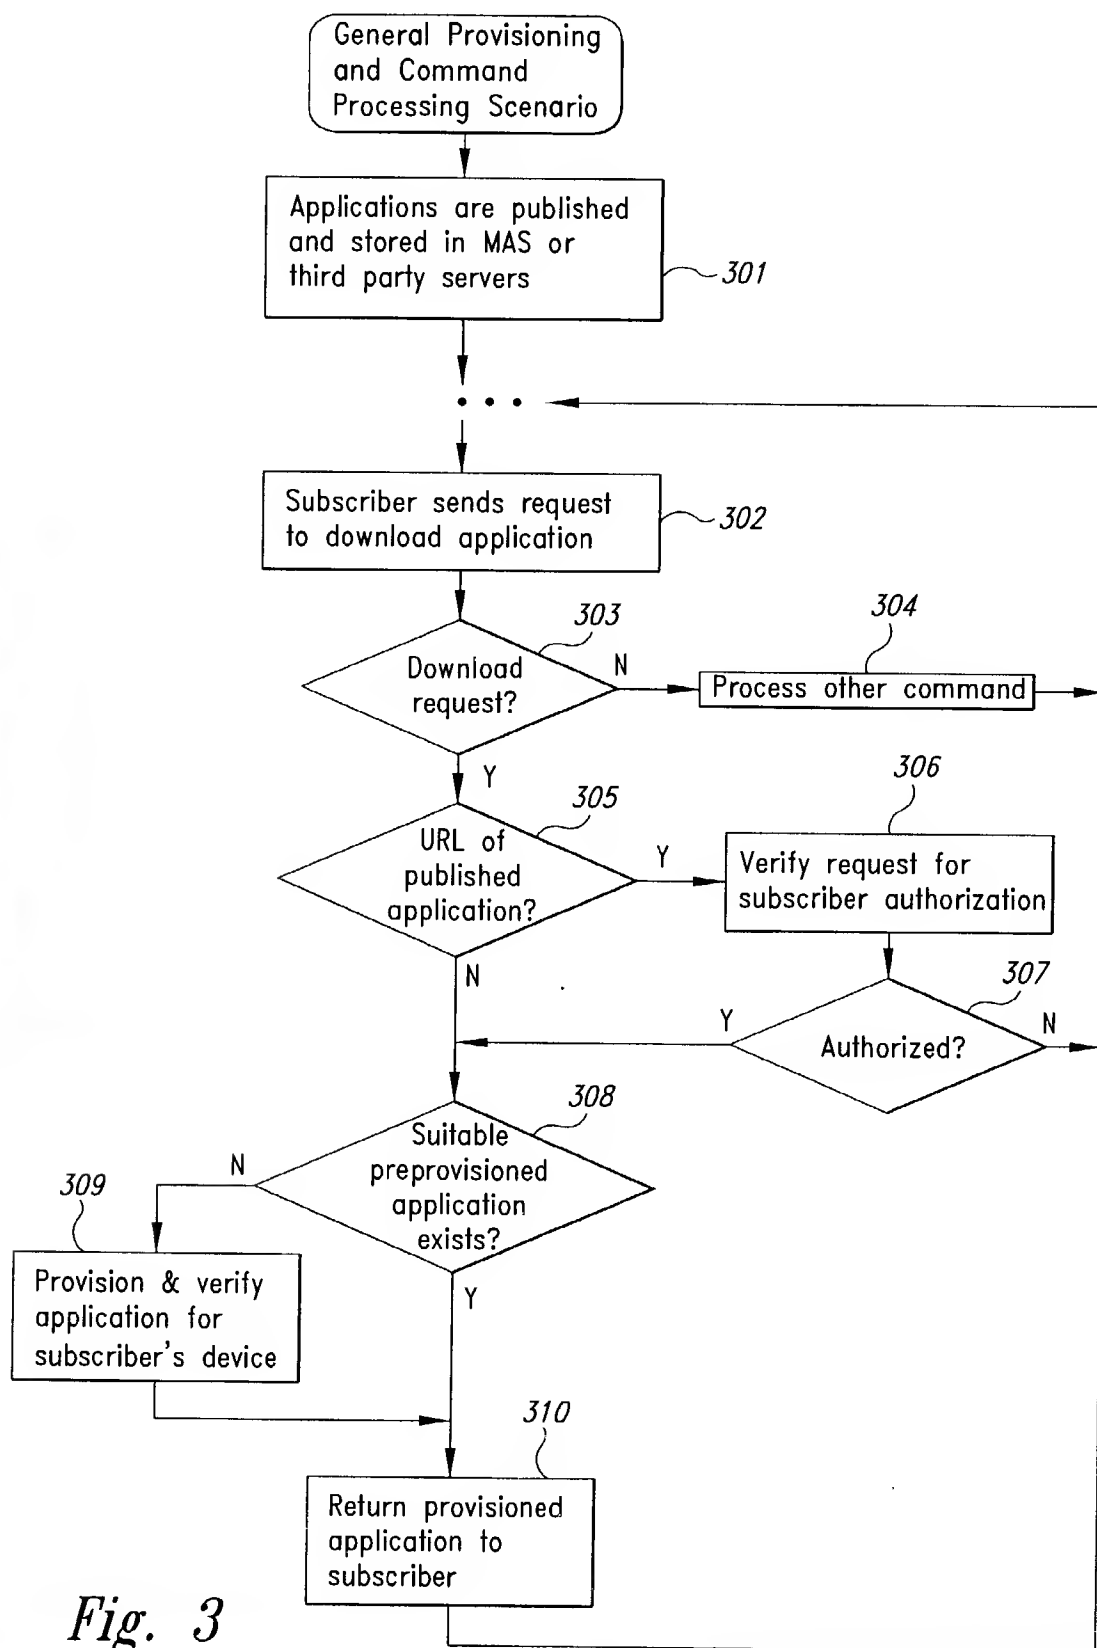 General Provisioning
and Command
Processing Scenario
Applications are published
and stored in MAS or
third party servers
301
• • •
Subscriber sends request
to download application
302
303
Download
request?
N
Y
304
Process other command
305
URL of
published
application?
Y
N
306
Verify request for
subscriber authorization
307
Authorized?
Y
N
308
Suitable
preprovisioned
application
exists?
N
Y
309
Provision & verify
application for
subscriber's device
310
Return provisioned
application to
subscriber
Fig. 3